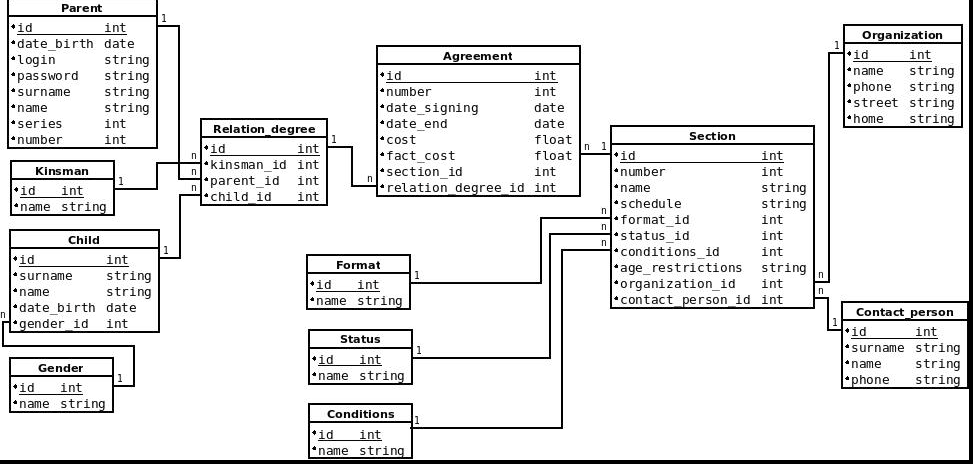 Parent
id int
date_birth date
login string
password string
surname string
name string
series int
number int
1
Kinsman
id int
name string
1
Child
id int
surname string
name string
date_birth date
gender_id int
1
n
Gender
id int
name string
1
Relation_degree
id int
kinsman_id int
parent_id int
child_id int
n
n
n
1
Agreement
id int
number int
date_signing date
date_end date
cost float
fact_cost float
section_id int
relation_degree_id int
n
n 1
Format
id int
name string
1
Status
id int
name string
1
Conditions
id int
name string
1
Section
id int
number int
name string
schedule string
format_id int
status_id int
conditions_id int
age_restrictions string
organization_id int
contact_person_id int
n
n
n
n
n
Organization
id int
name string
phone string
street string
home string
1
Contact_person
id int
surname string
name string
phone string
1